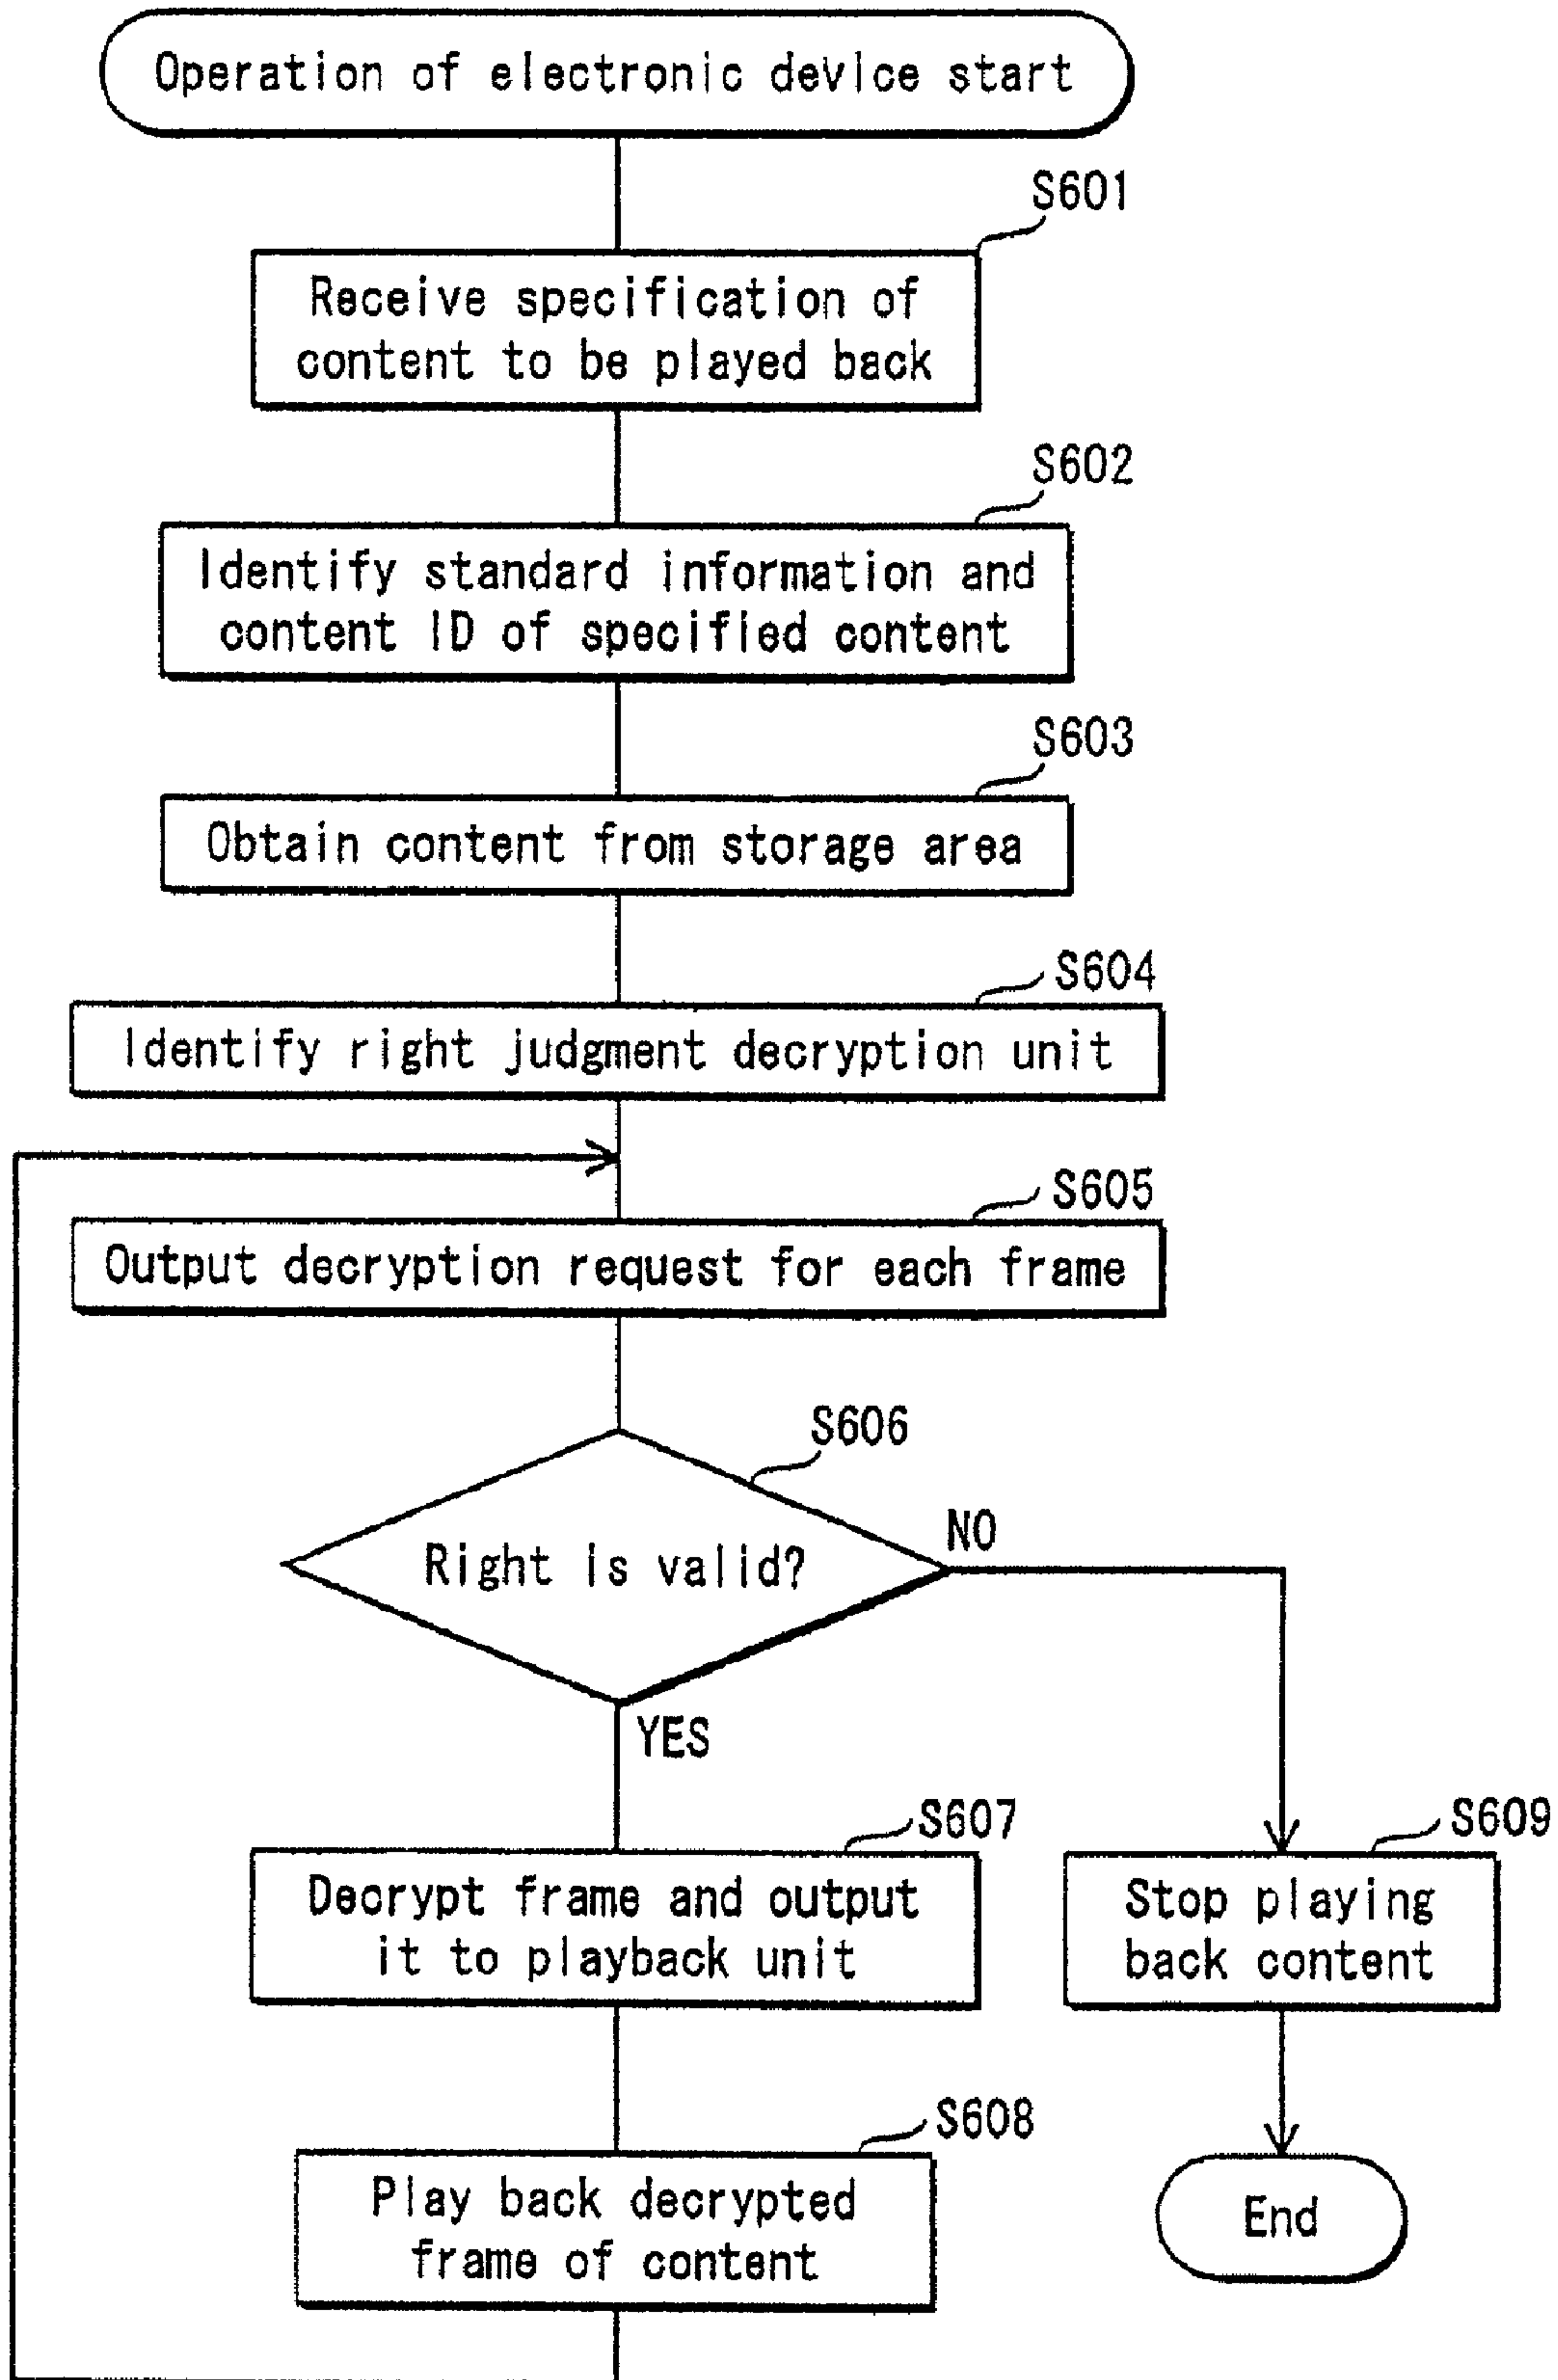 Operation of electronic device start
S601
Receive specification of
content to be played back
S602
Identify standard information and
content ID of specified content
S603
Obtain content from storage area
S604
Identify right judgment decryption unit
S605
Output decryption request for each frame
S606
Right is valid?
NO
YES
S607
Decrypt frame and output
it to playback unit
S609
Stop playing
back content
S608
Play back decrypted
frame of content
End